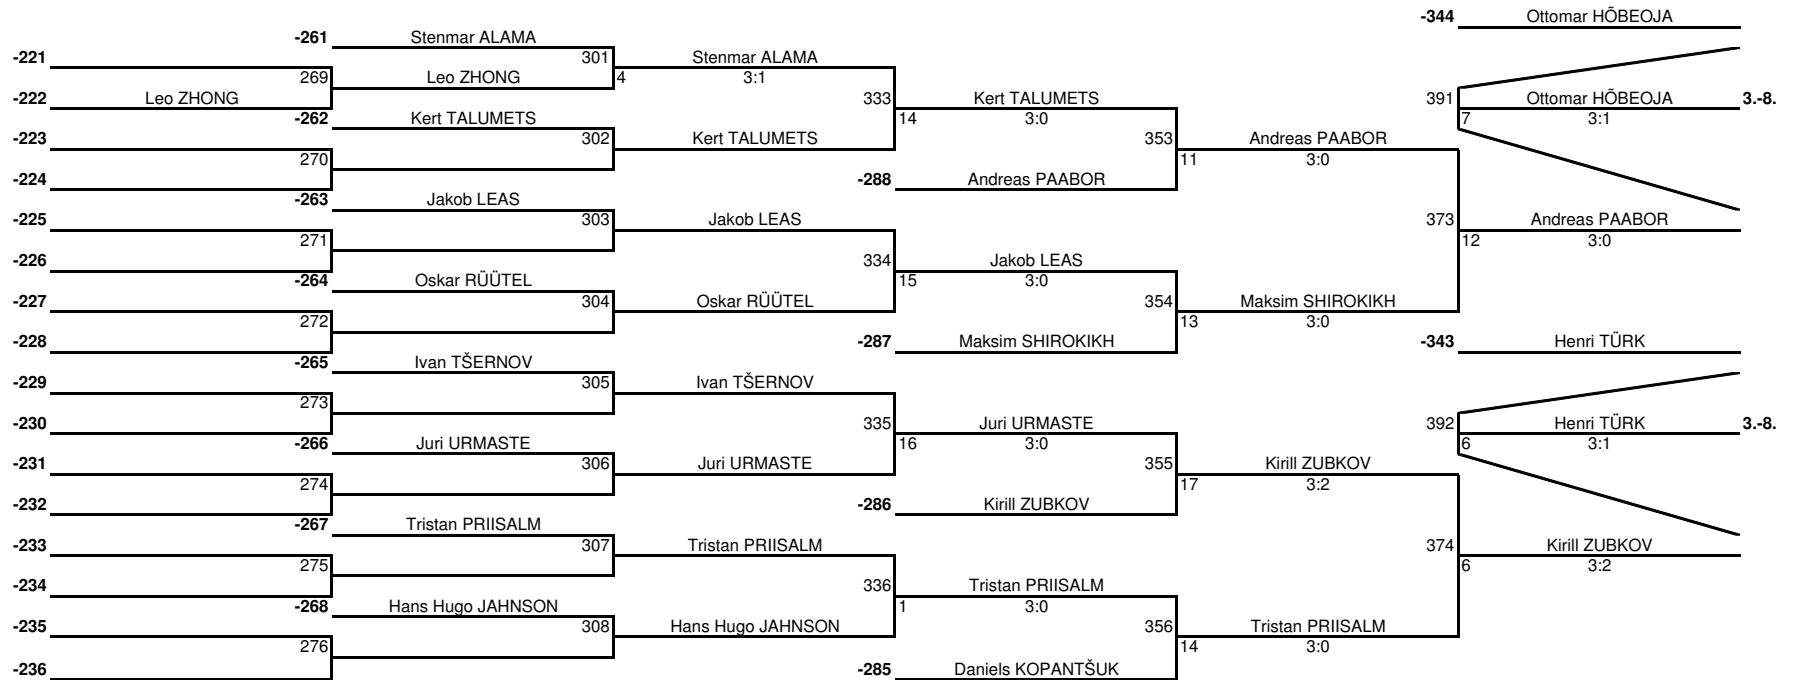 -344 Ottomar HÕBEOJA
-261 Stenmar ALAMA
-221 301 Stenmar ALAMA
269 Leo ZHONG 4 3:1
-222 Leo ZHONG 333 Kert TALUMETS 391 Ottomar HÕBEOJA 3.-8.
-262 Kert TALUMETS 14 3:0 7 3:1
-223 302 Kert TALUMETS 353 Andreas PAABOR
270 11 3:0
-224 -288 Andreas PAABOR
-263 Jakob LEAS
-225 303 Jakob LEAS 373 Andreas PAABOR
271 12 3:0
-226 334 Jakob LEAS
-264 Oskar RÜÜTEL 15 3:0
-227 304 Oskar RÜÜTEL 354 Maksim SHIROKIKH
272 13 3:0
-228 -287 Maksim SHIROKIKH -343 Henri TÜRK
-265 Ivan TŠERNOV
-229 305 Ivan TŠERNOV
273
-230 335 Juri URMASTE 392 Henri TÜRK 3.-8.
-266 Juri URMASTE 16 3:0 6 3:1
-231 306 Juri URMASTE 355 Kirill ZUBKOV
274 17 3:2
-232 -286 Kirill ZUBKOV
-267 Tristan PRIISALM
-233 307 Tristan PRIISALM 374 Kirill ZUBKOV
275 6 3:2
-234 336 Tristan PRIISALM
-268 Hans Hugo JAHNSON 1 3:0
-235 308 Hans Hugo JAHNSON 356 Tristan PRIISALM
276 14 3:0
-236 -285 Daniels KOPANTŠUK